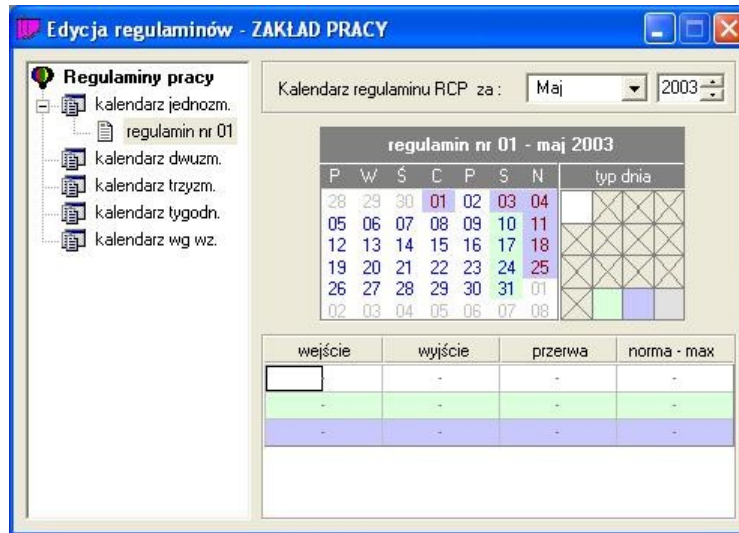 Edycja regulaminów - ZAKŁAD PRACY
Regulaminy pracy
kalendarz jednozm.
regulamin nr 01
kalendarz dwuzm.
kalendarz trzyzm.
kalendarz tygodn.
kalendarz wg wz.
Kalendarz regulaminu RCP za : Maj 2003
regulamin nr 01 - maj 2003
P W Ś C P S N typ dnia
28 29 30 01 02 03 04
05 06 07 08 09 10 11
12 13 14 15 16 17 18
19 20 21 22 23 24 25
26 27 28 29 30 31 01
02 03 04 05 06 07 08
wejście wyjście przerwa norma - max
- - - -
- - - -
- - - -